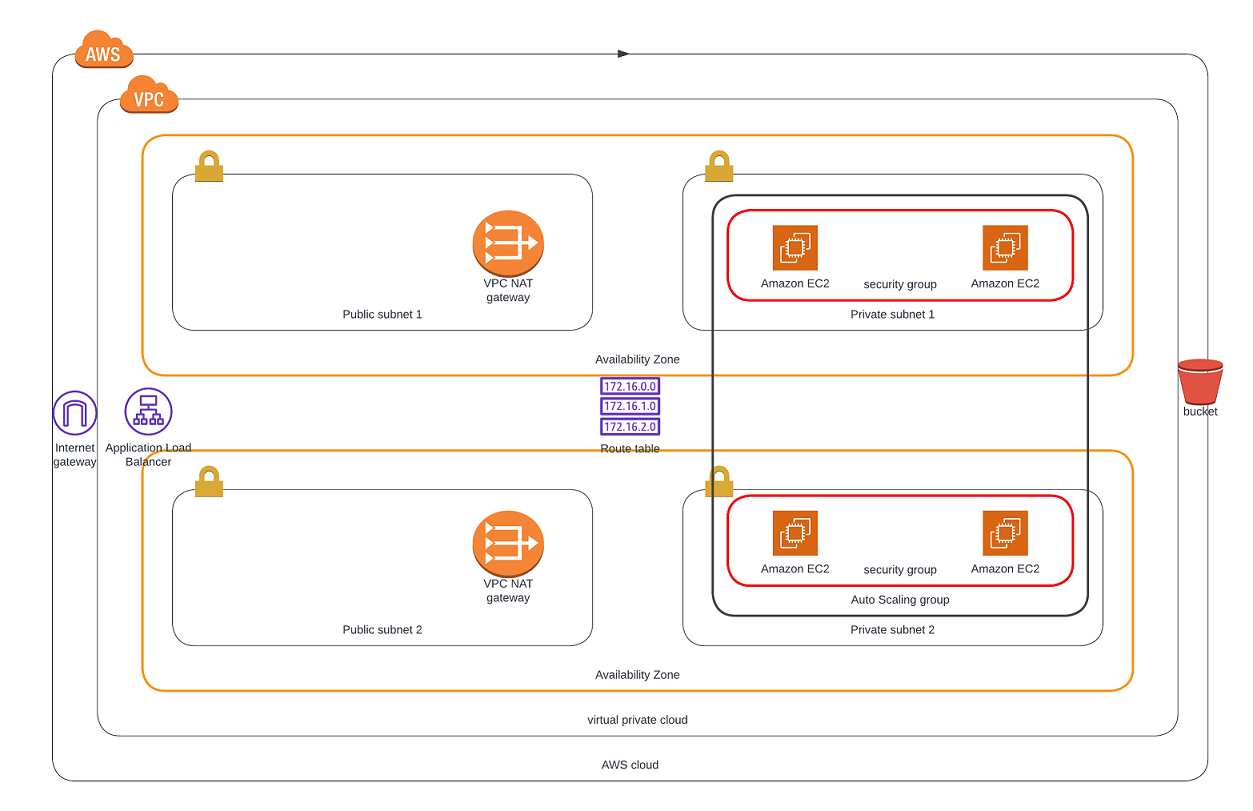 AWS
VPC
VPC NAT
gateway
Public subnet 1
Amazon EC2
security group
Amazon EC2
Private subnet 1
Availability Zone
172.16.0.0
172.16.1.0
172.16.2.0
Route table
Internet
gateway
Application Load
Balancer
bucket
VPC NAT
gateway
Public subnet 2
Amazon EC2
security group
Amazon EC2
Auto Scaling group
Private subnet 2
Availability Zone
virtual private cloud
AWS cloud